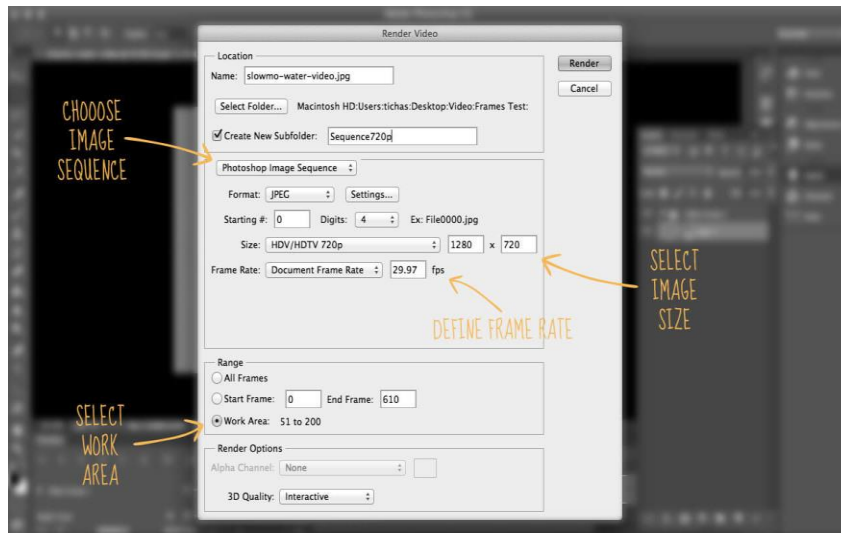 Render Video
Location
Name: slowmo-water-video.jpg
Render
Cancel
Select Folder... Macintosh HD:Users:tichas:Desktop:Video:Frames Test:
Create New Subfolder: Sequence720p
CHOOOSE
IMAGE
SEQUENCE
Photoshop Image Sequence
Format: JPEG Settings...
Starting #: 0 Digits: 4 Ex: File0000.jpg
Size: HDV/HDTV 720p 1280 x 720
Frame Rate: Document Frame Rate 29.97 fps
SELECT
IMAGE
SIZE
DEFINE FRAME RATE
Range
All Frames
Start Frame: 0 End Frame: 610
Work Area: 51 to 200
SELECT
WORK
AREA
Render Options
Alpha Channel: None
3D Quality: Interactive